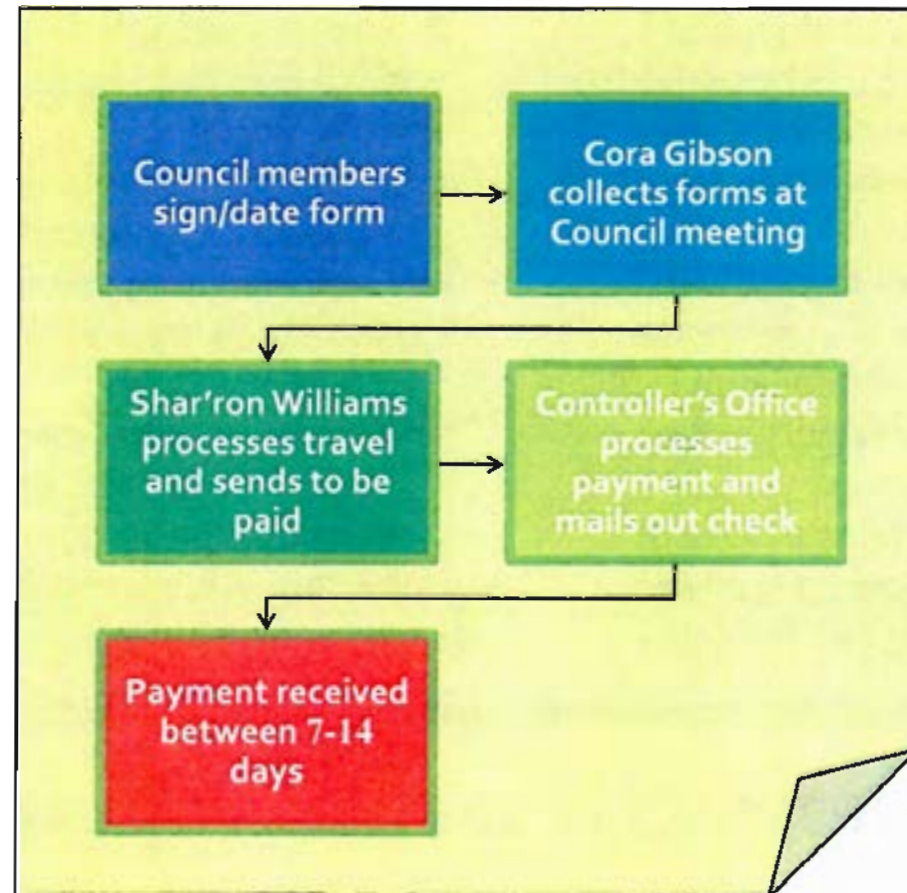 Council members
sign/date form
Cora Gibson
collects forms at
Council meeting
Shar'ron Williams
processes travel
and sends to be
paid
Controller's Office
processes
payment and
mails out check
Payment received
between 7-14
days